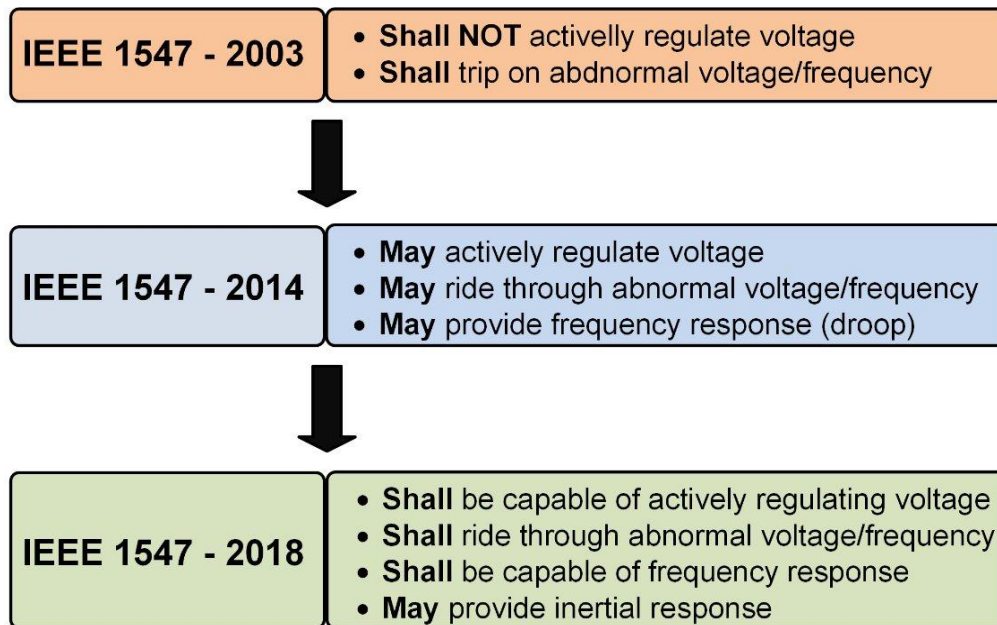 IEEE 1547 - 2003
• Shall NOT activelly regulate voltage
• Shall trip on abdnormal voltage/frequency
IEEE 1547 - 2014
• May actively regulate voltage
• May ride through abnormal voltage/frequency
• May provide frequency response (droop)
IEEE 1547 - 2018
• Shall be capable of actively regulating voltage
• Shall ride through abnormal voltage/frequency
• Shall be capable of frequency response
• May provide inertial response